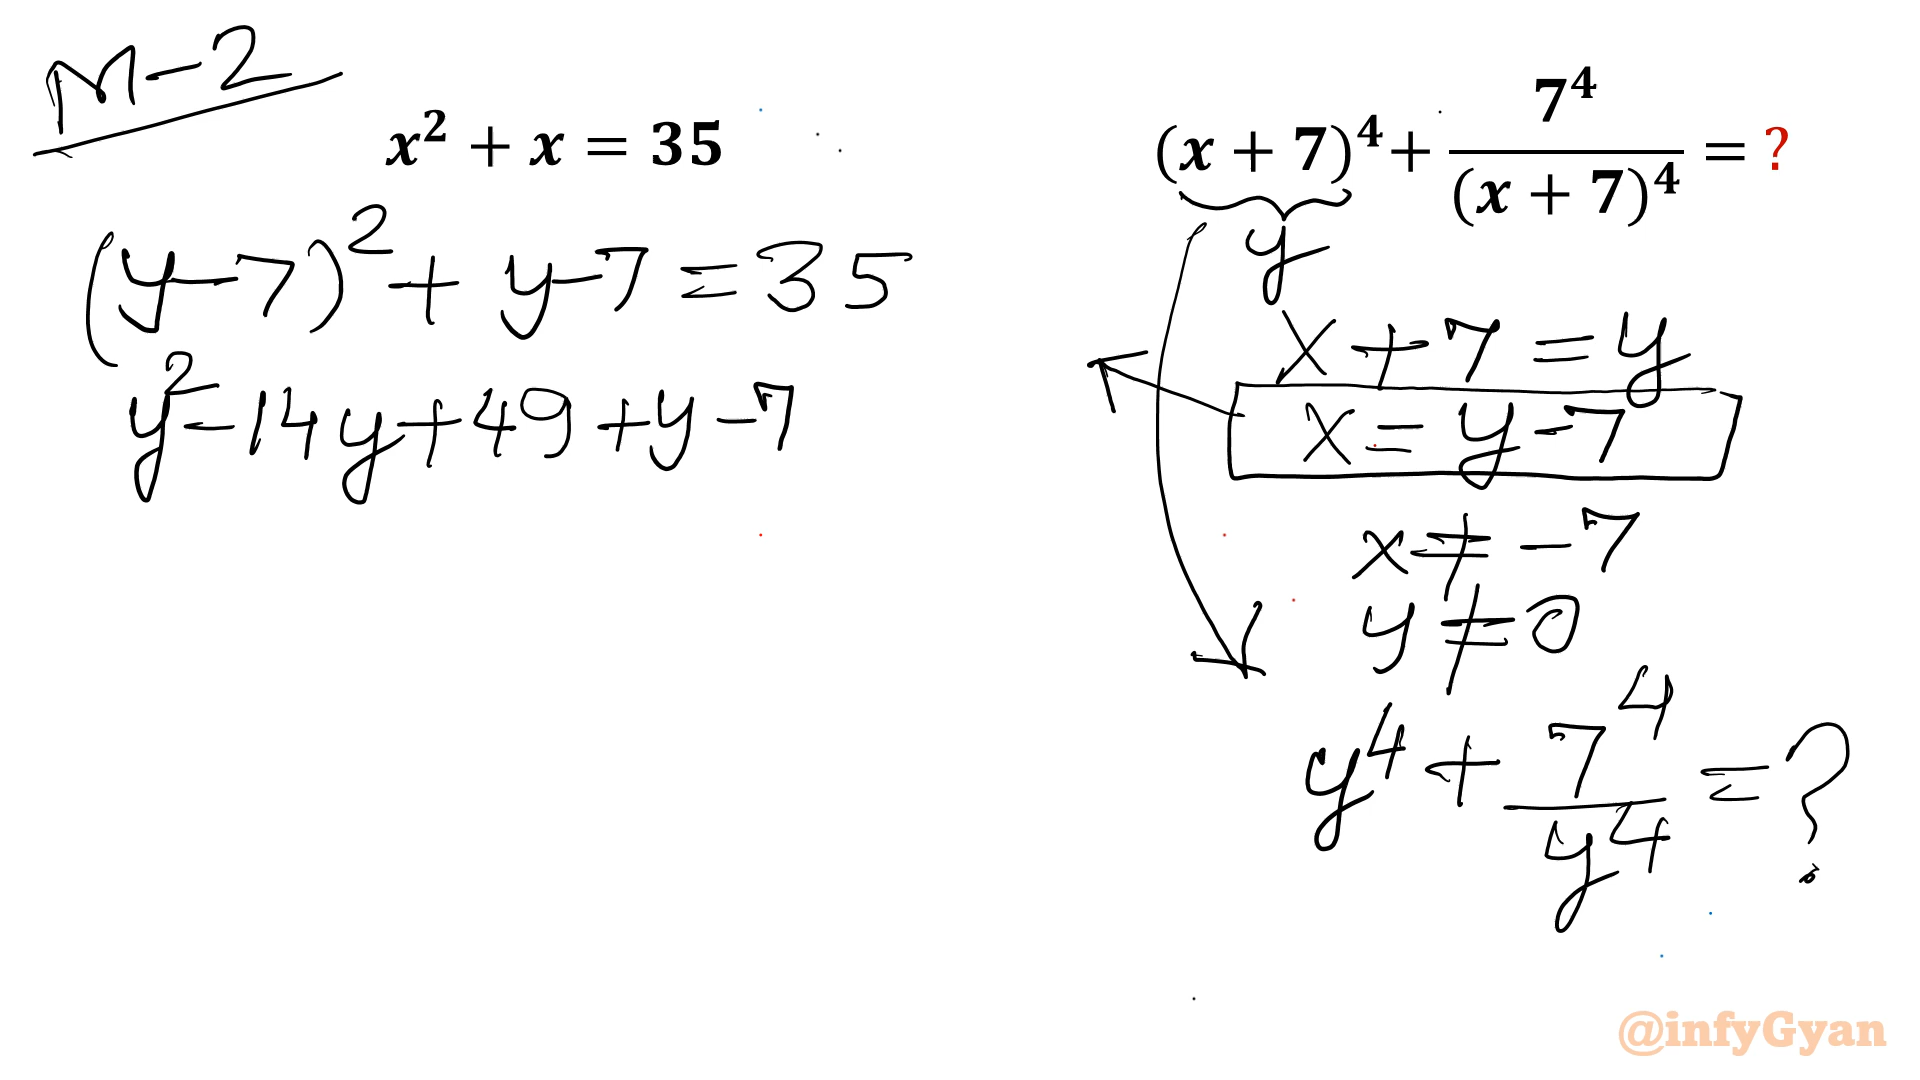 M-2
x² + x = 35
(y-7)² + y-7 = 35
y² - 14y + 49 + y - 7
(x + 7)⁴ + 7⁴/(x + 7)⁴ = ?
y
x + 7 = y
x = y - 7
x ≠ -7
y ≠ 0
y⁴ + 7⁴/y⁴ = ?
@infyGyan